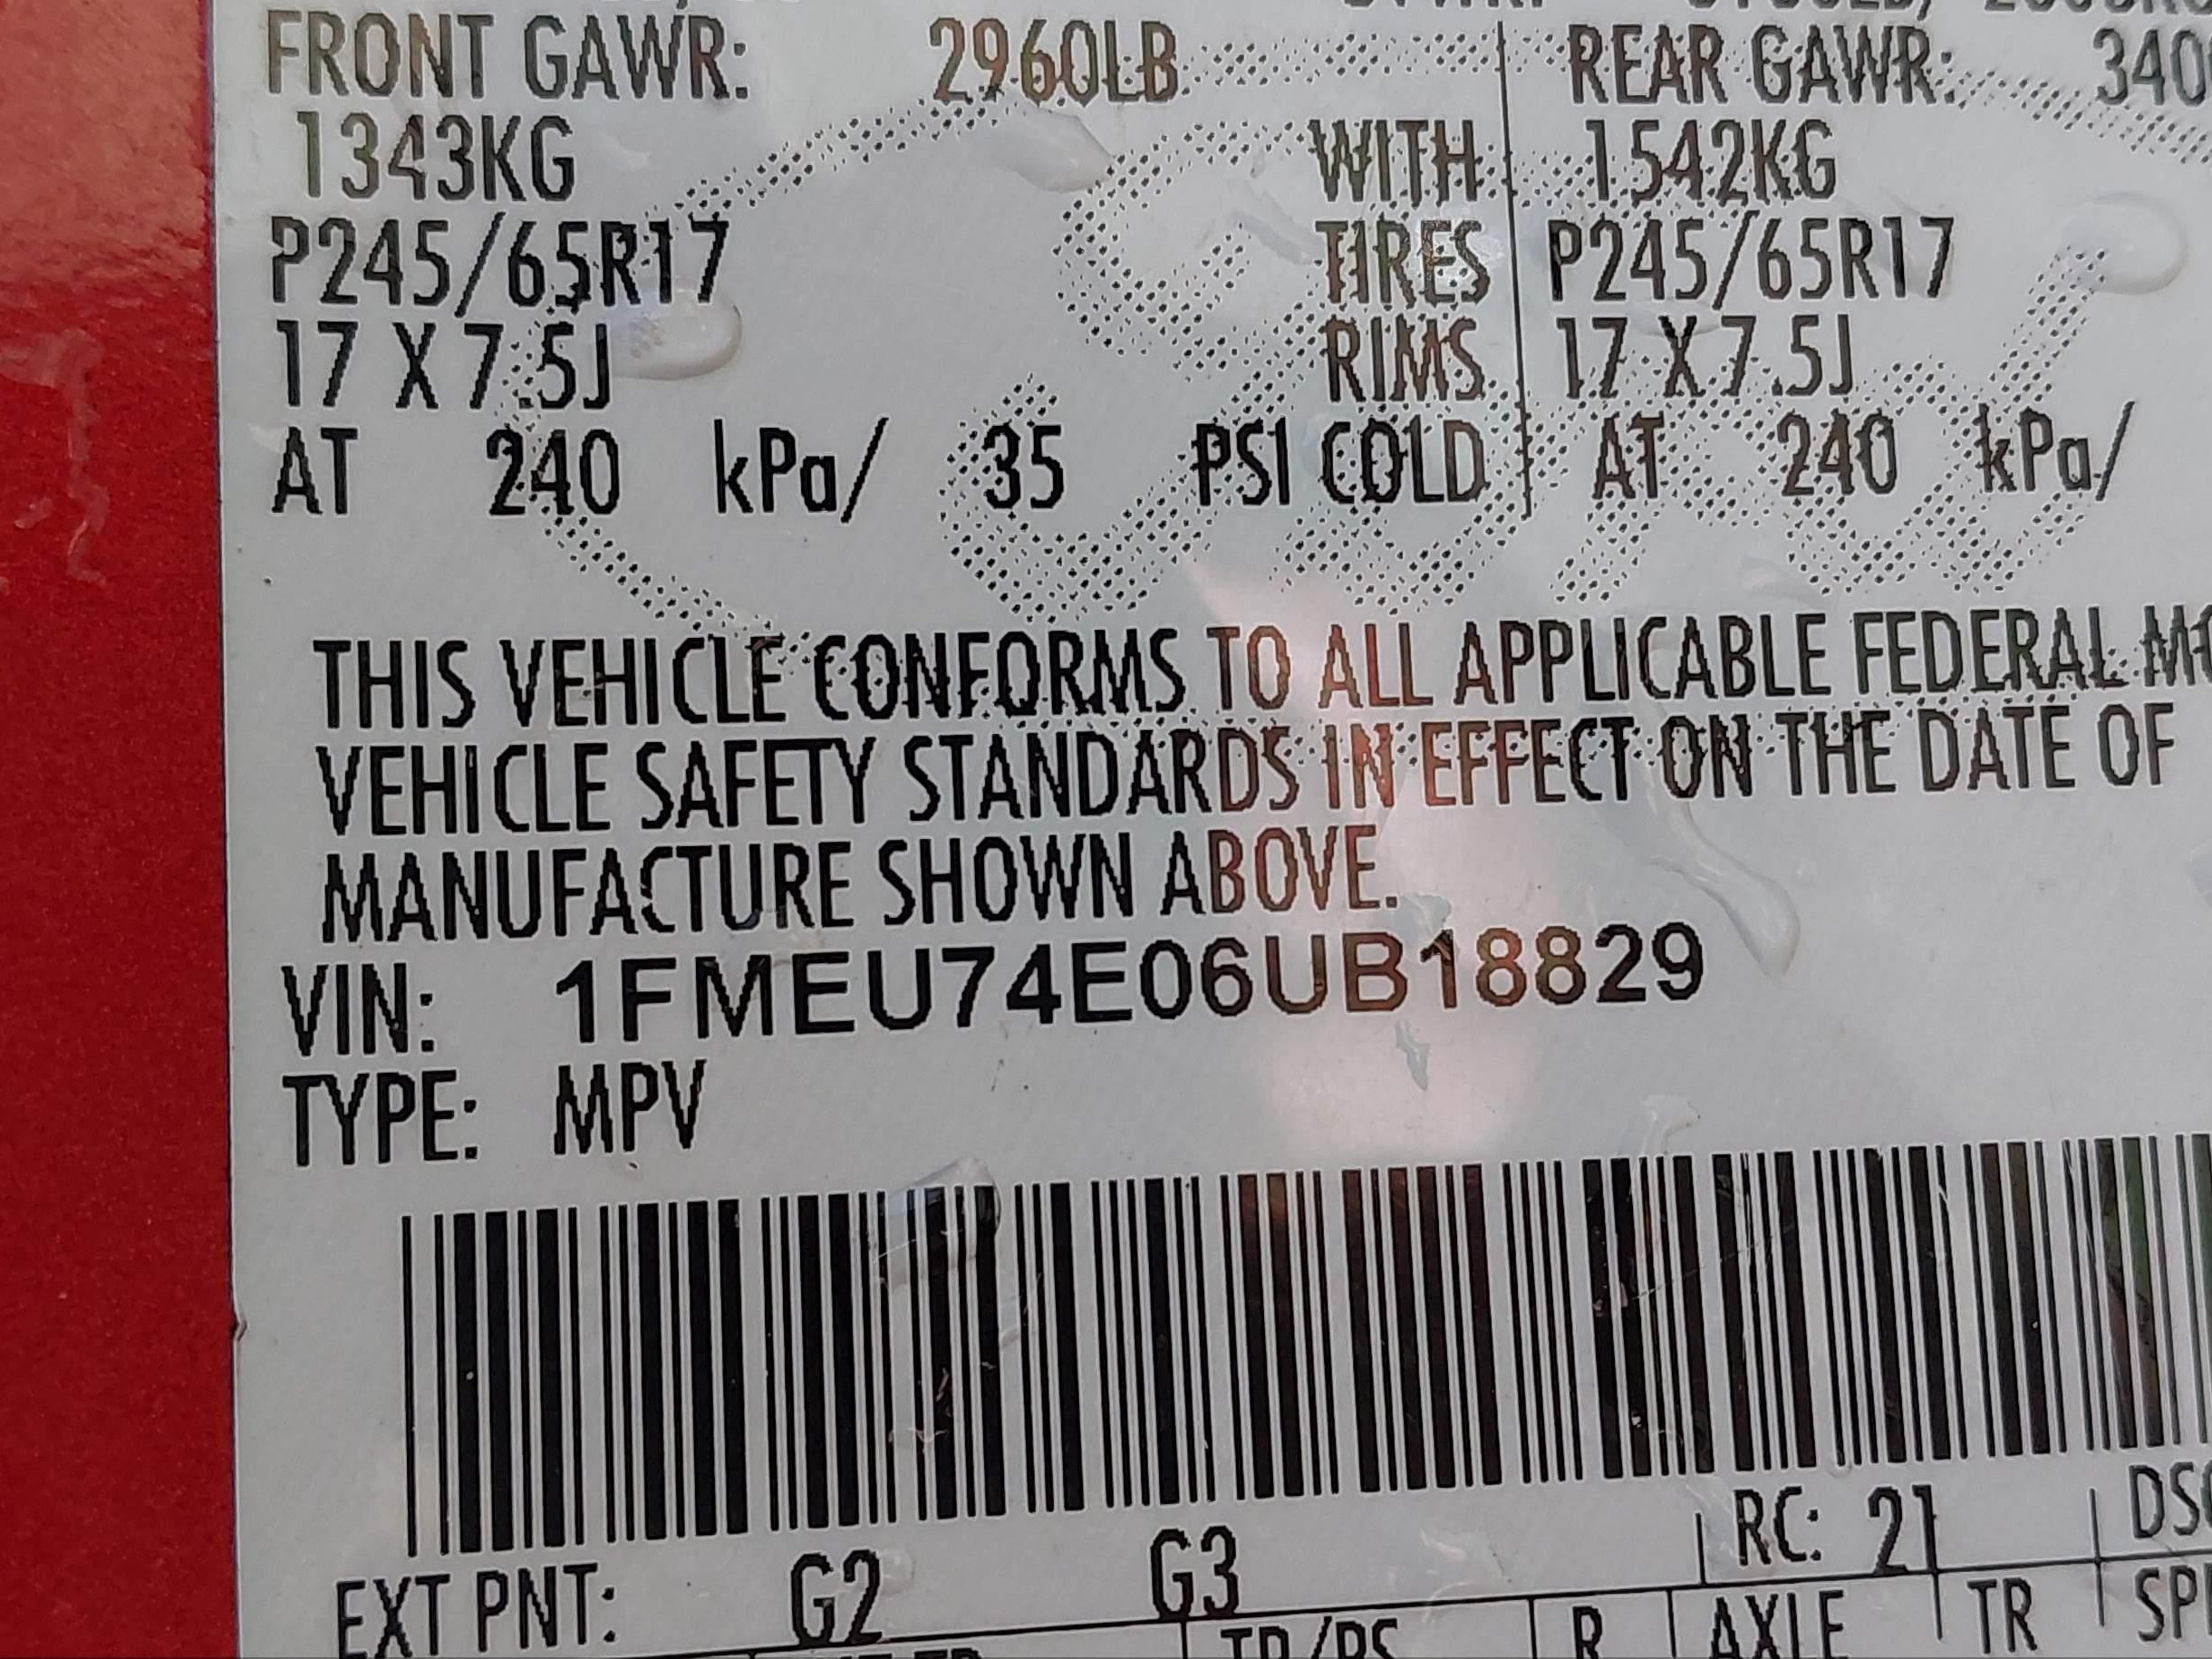 FRONT GAWR: 2960LB REAR GAWR: 340
1343KG WITH 1542KG
P245/65R17 TIRES P245/65R17
17 X 7.5J RIMS 17 X 7.5J
AT 240 kPa/ 35 PSI COLD AT 240 kPa/
THIS VEHICLE CONFORMS TO ALL APPLICABLE FEDERAL MO
VEHICLE SAFETY STANDARDS IN EFFECT ON THE DATE OF
MANUFACTURE SHOWN ABOVE.
VIN: 1FMEU74E06UB18829
TYPE: MPV
EXT PNT: G2 G3 RC: 21 DSO
R AXLE TR